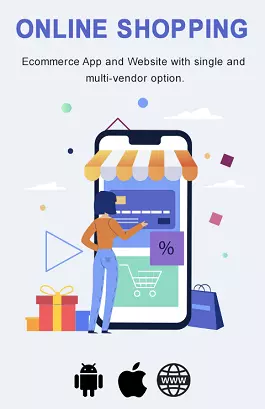 ONLINE SHOPPING
Ecommerce App and Website with single and
multi-vendor option.
%
WWW